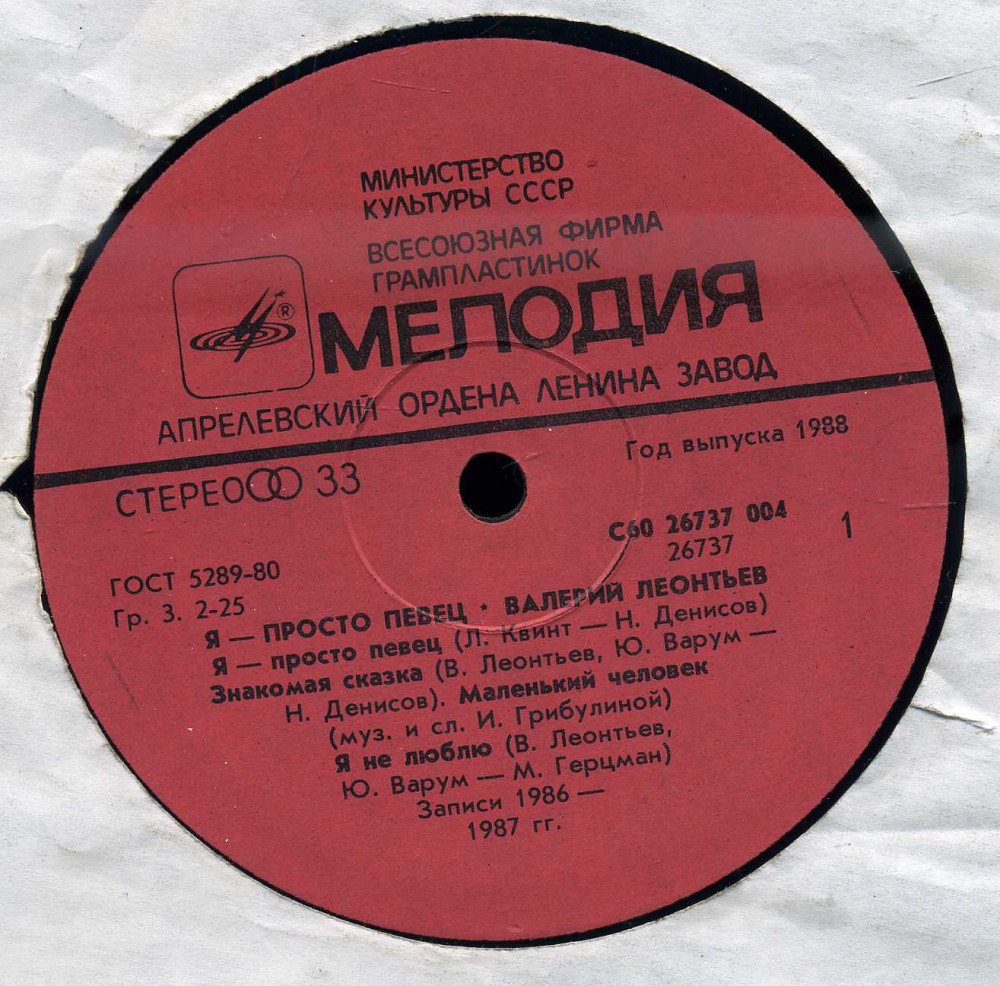 МИНИСТЕРСТВО
КУЛЬТУРЫ СССР
ВСЕСОЮЗНАЯ ФИРМА
ГРАМПЛАСТИНОК
®
МЕЛОДИЯ
АПРЕЛЕВСКИЙ ОРДЕНА ЛЕНИНА ЗАВОД
СТЕРЕО 33
Год выпуска 1988
ГОСТ 5289-80
Гр. 3. 2-25
С60 26737 004
26737
1
Я — ПРОСТО ПЕВЕЦ • ВАЛЕРИЙ ЛЕОНТЬЕВ
Я — просто певец (Л. Квинт — Н. Денисов)
Знакомая сказка (В. Леонтьев, Ю. Варум —
Н. Денисов). Маленький человек
(муз. и сл. И. Грибулиной)
Я не люблю (В. Леонтьев,
Ю. Варум — М. Герцман)
Записи 1986 —
1987 гг.